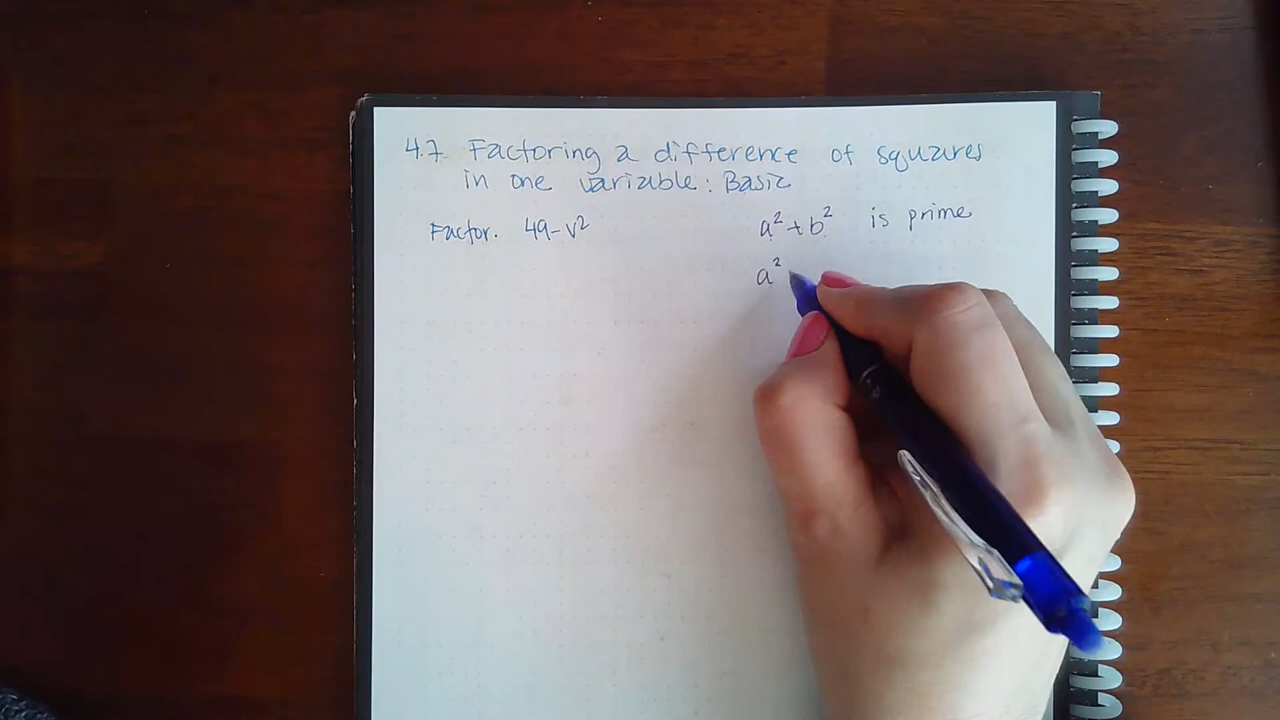 4.7 Factoring a difference of squares
in one variable: Basic
Factor. 49-v²
a²+b² is prime
a²